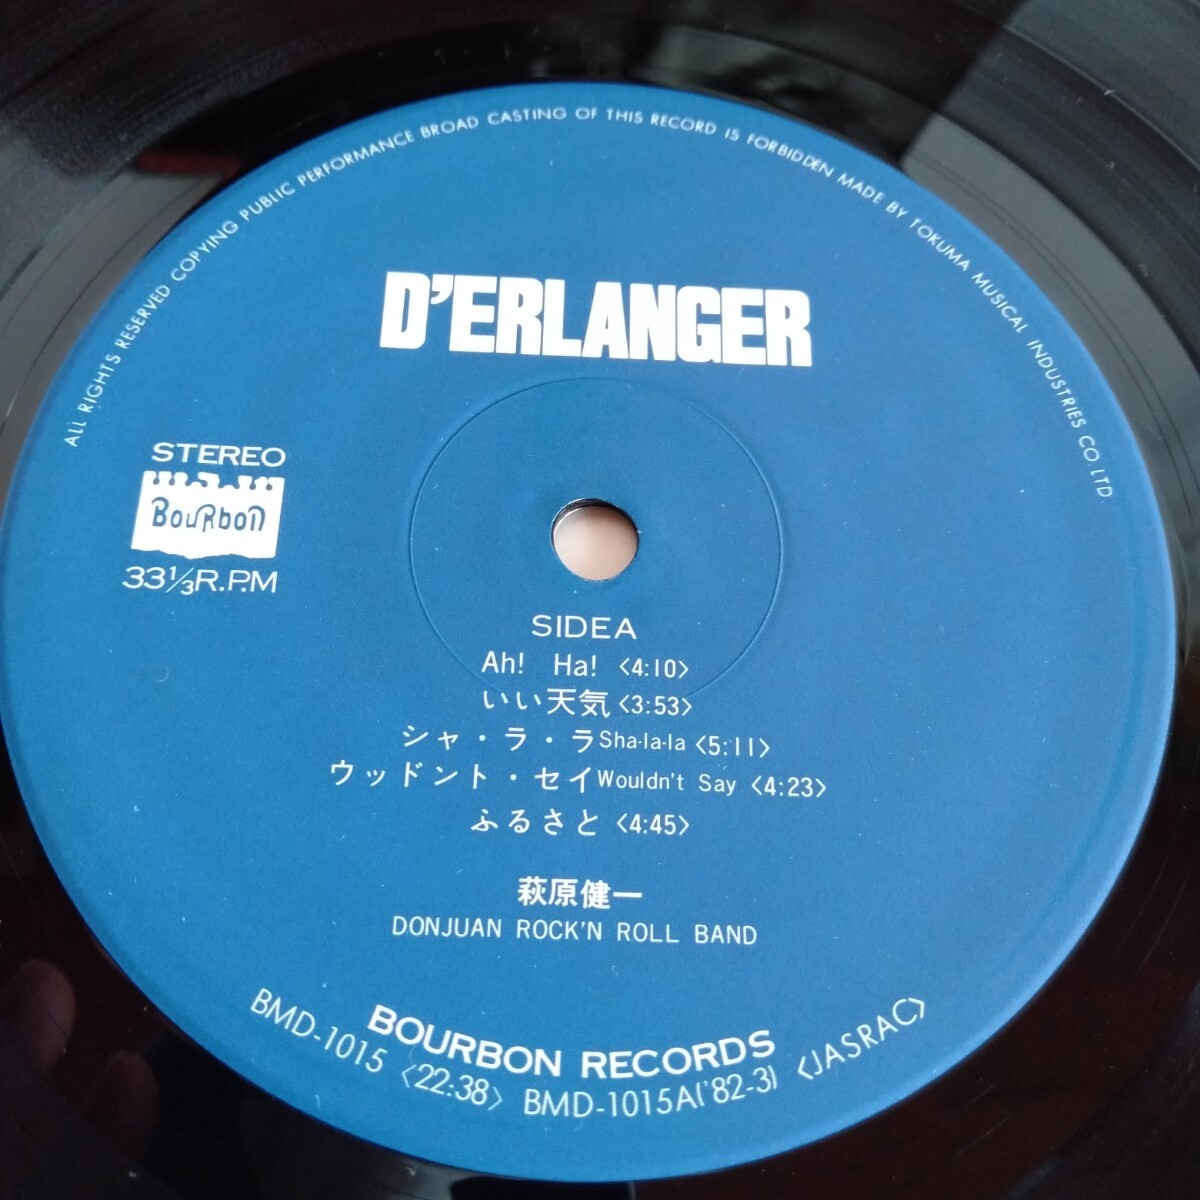 ALL RIGHTS RESERVED COPYING PUBLIC PERFORMANCE BROAD CASTING OF THIS RECORD IS FORBIDDEN MADE BY TOKUMA MUSICAL INDUSTRIES CO. LTD.
D'ERLANGER
STEREO
BouRbon
33⅓R.P.M
SIDE A
Ah! Ha! <4:10>
いい天気 <3:53>
シャ・ラ・ラ Sha-la-la <5:11>
ウッドント・セイ Wouldn't Say <4:23>
ふるさと <4:45>
萩原健一
DONJUAN ROCK'N ROLL BAND
BOURBON RECORDS
BMD-1015 <22:38> BMD-1015A('82-3) <JASRAC>